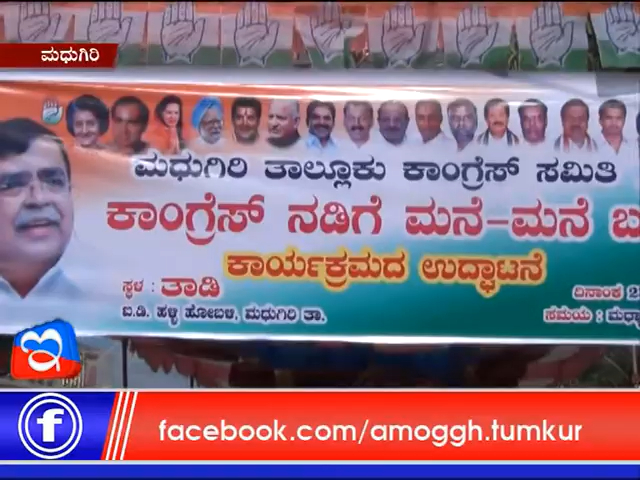 ಮಧುಗಿರಿ
ಮಧುಗಿರಿ ತಾಲ್ಲೂಕು ಕಾಂಗ್ರೆಸ್ ಸಮಿತಿ
ಕಾಂಗ್ರೆಸ್ ನಡಿಗೆ ಮನೆ-ಮನೆ
ಕಾರ್ಯಕ್ರಮದ ಉದ್ಘಾಟನೆ
ಸ್ಥಳ : ತಾಡಿ
ಐ.ಡಿ. ಹಳ್ಳಿ ಹೋಬಳಿ, ಮಧುಗಿರಿ ತಾ.
ದಿನಾಂಕ 2
ಸಮಯ :
f facebook.com/amoggh.tumkur